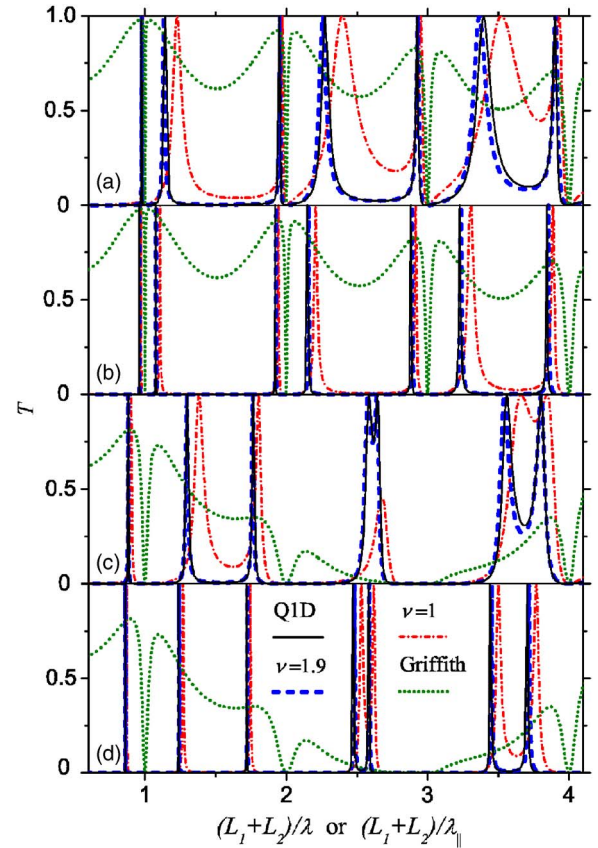 1.0
0.5
(a)
0
0.5
(b)
0
0.5
(c)
0
Q1D
ν=1
0.5
ν=1.9
Griffith
(d)
0
1 2 3 4
T
(L₁+L₂)/λ or (L₁+L₂)/λ∥